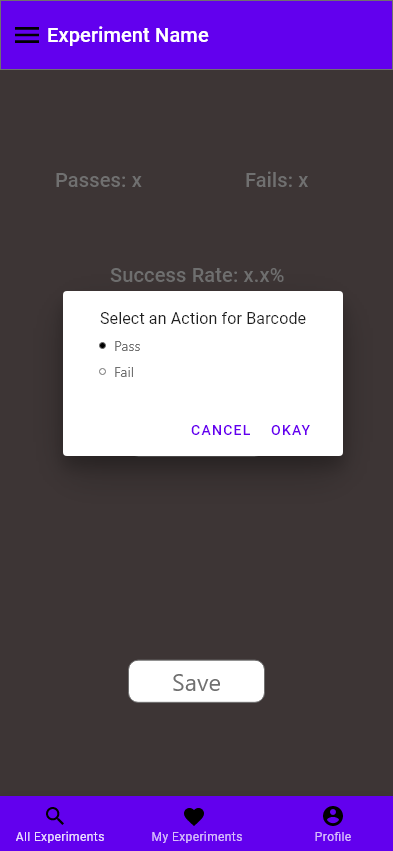 Experiment Name
Passes: x
Fails: x
Success Rate: x.x%
Select an Action for Barcode
Pass
Fail
CANCEL
OKAY
Save
All Experiments
My Experiments
Profile